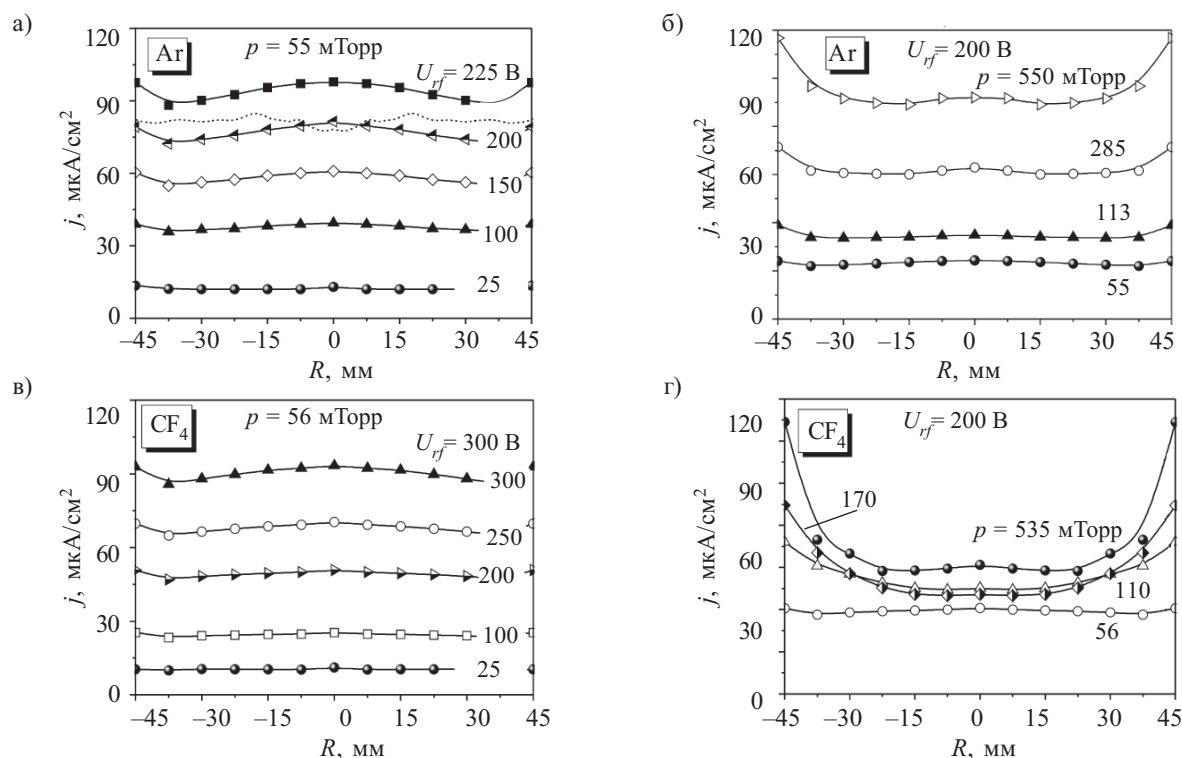 а)
Ar
p = 55 мТорр
U_rf = 225 В
200
150
100
25
j, мкА/см²
120
90
60
30
0
–45 –30 –15 0 15 30 45
R, мм
б)
Ar
U_rf = 200 В
p = 550 мТорр
285
113
55
j, мкА/см²
120
90
60
30
0
–45 –30 –15 0 15 30 45
R, мм
в)
CF₄
p = 56 мТорр
U_rf = 300 В
300
250
200
100
25
j, мкА/см²
120
90
60
30
0
–45 –30 –15 0 15 30 45
R, мм
г)
CF₄
U_rf = 200 В
170
p = 535 мТорр
110
56
j, мкА/см²
120
90
60
30
0
–45 –30 –15 0 15 30 45
R, мм